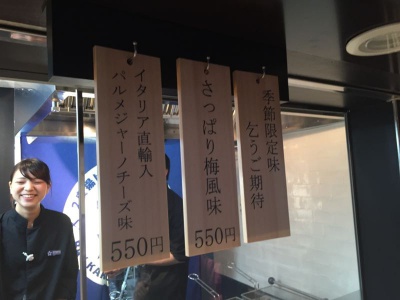 季節限定味
乞うご期待
さっぱり梅風味
550円
イタリア直輸入
パルメジャーノチーズ味
550円